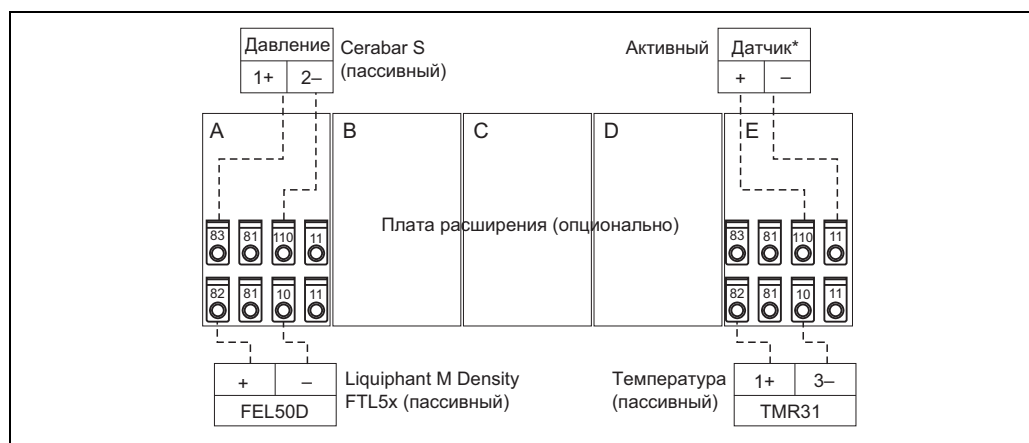 Давление
1+ 2–
Cerabar S
(пассивный)
Активный
Датчик*
+ –
A B C D E
Плата расширения (опционально)
83 81 110 11 83 81 110 11
82 81 10 11 82 81 10 11
+ –
FEL50D
Liquiphant M Density
FTL5x (пассивный)
Температура
(пассивный)
1+ 3–
TMR31